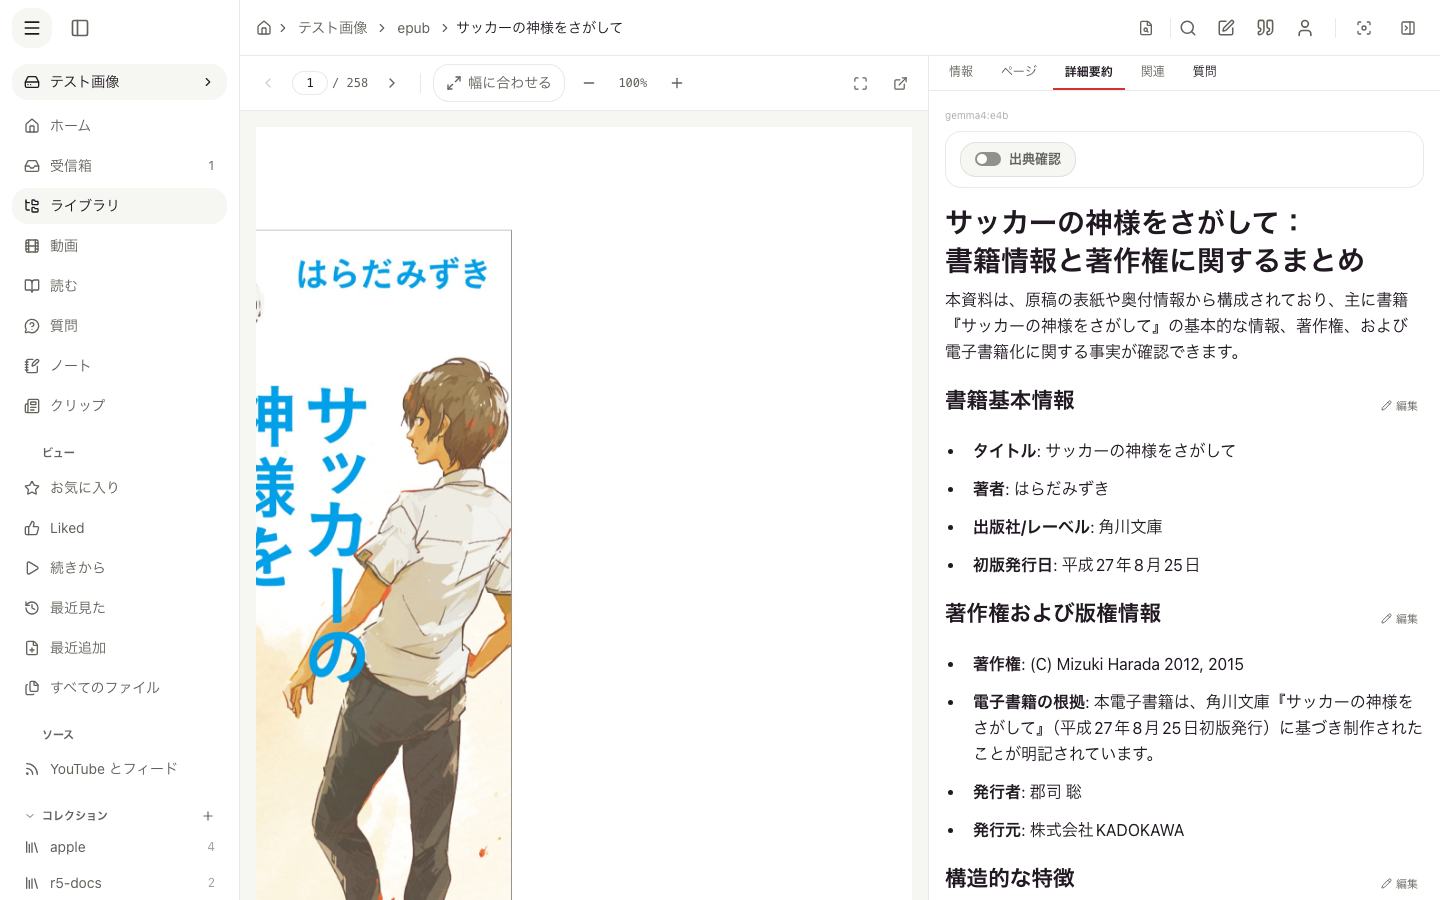 テスト画像
ホーム
受信箱 1
ライブラリ
動画
読む
質問
ノート
クリップ
ビュー
お気に入り
Liked
続きから
最近見た
最近追加
すべてのファイル
ソース
YouTube とフィード
コレクション
apple 4
r5-docs 2
テスト画像 epub サッカーの神様をさがして
1 / 258 幅に合わせる 100%
はらだみずき
サッカーの
神様を
情報 ページ 詳細要約 関連 質問
gemma4:e4b
出典確認
サッカーの神様をさがして：
書籍情報と著作権に関するまとめ
本資料は、原稿の表紙や奥付情報から構成されており、主に書籍
『サッカーの神様をさがして』の基本的な情報、著作権、および
電子書籍化に関する事実が確認できます。
書籍基本情報 編集
• タイトル: サッカーの神様をさがして
• 著者: はらだみずき
• 出版社/レーベル: 角川文庫
• 初版発行日: 平成27年8月25日
著作権および版権情報 編集
• 著作権: (C) Mizuki Harada 2012, 2015
• 電子書籍の根拠: 本電子書籍は、角川文庫『サッカーの神様を
さがして』（平成27年8月25日初版発行）に基づき制作された
ことが明記されています。
• 発行者: 郡司 聡
• 発行元: 株式会社KADOKAWA
構造的な特徴 編集